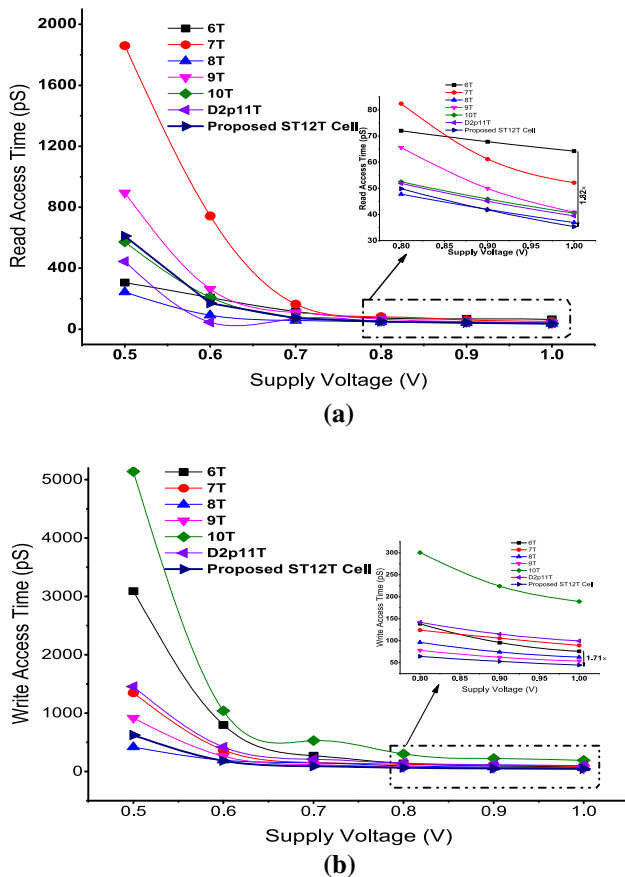 2000
1600
1200
800
400
0
Read Access Time (pS)
6T
7T
8T
9T
10T
D2p11T
Proposed ST12T Cell
6T
7T
8T
9T
10T
D2p11T
Proposed ST12T Cell
80
70
60
50
40
30
Read Access Time (pS)
1.82×
0.80 0.85 0.90 0.95 1.00
Supply Voltage (V)
0.5 0.6 0.7 0.8 0.9 1.0
Supply Voltage (V)
(a)
5000
4000
3000
2000
1000
0
Write Access Time (pS)
6T
7T
8T
9T
10T
D2p11T
Proposed ST12T Cell
6T
7T
8T
9T
10T
D2p11T
Proposed ST12T Cell
300
250
200
150
100
50
Write Access Time (pS)
1.71×
0.80 0.85 0.90 0.95 1.00
Supply Voltage (V)
0.5 0.6 0.7 0.8 0.9 1.0
Supply Voltage (V)
(b)